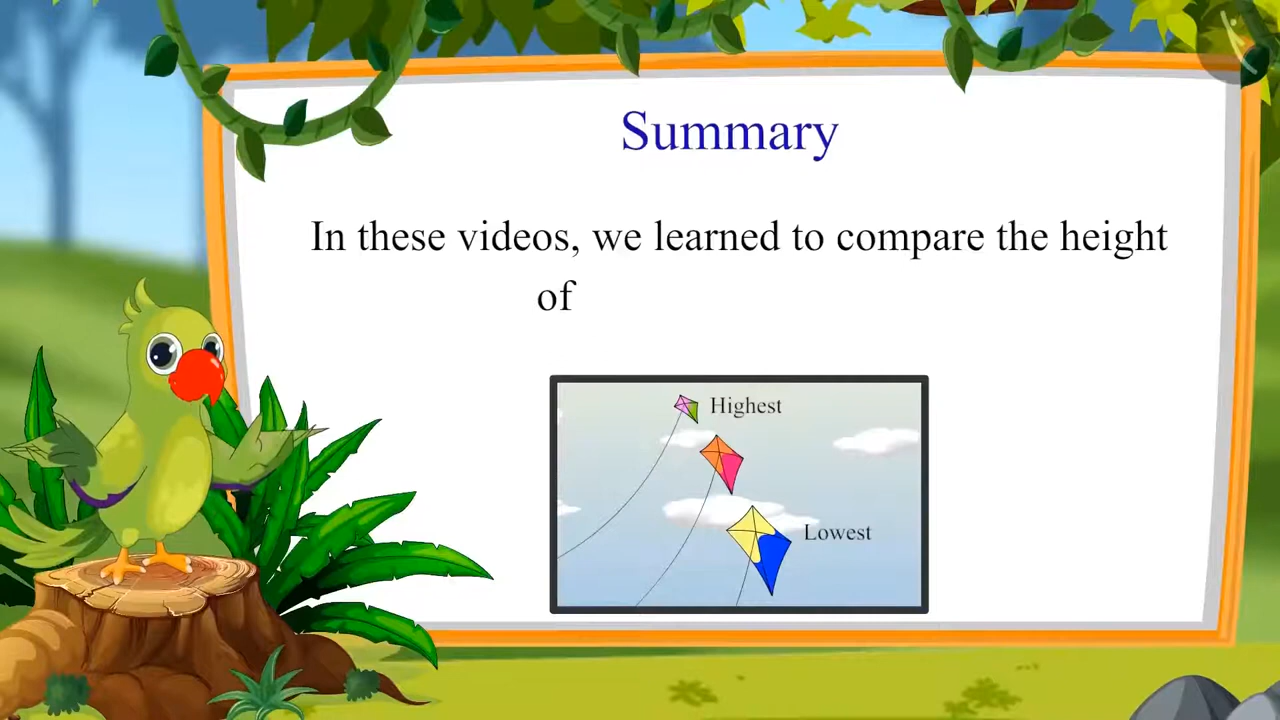 Summary
In these videos, we learned to compare the height
of
Highest
Lowest